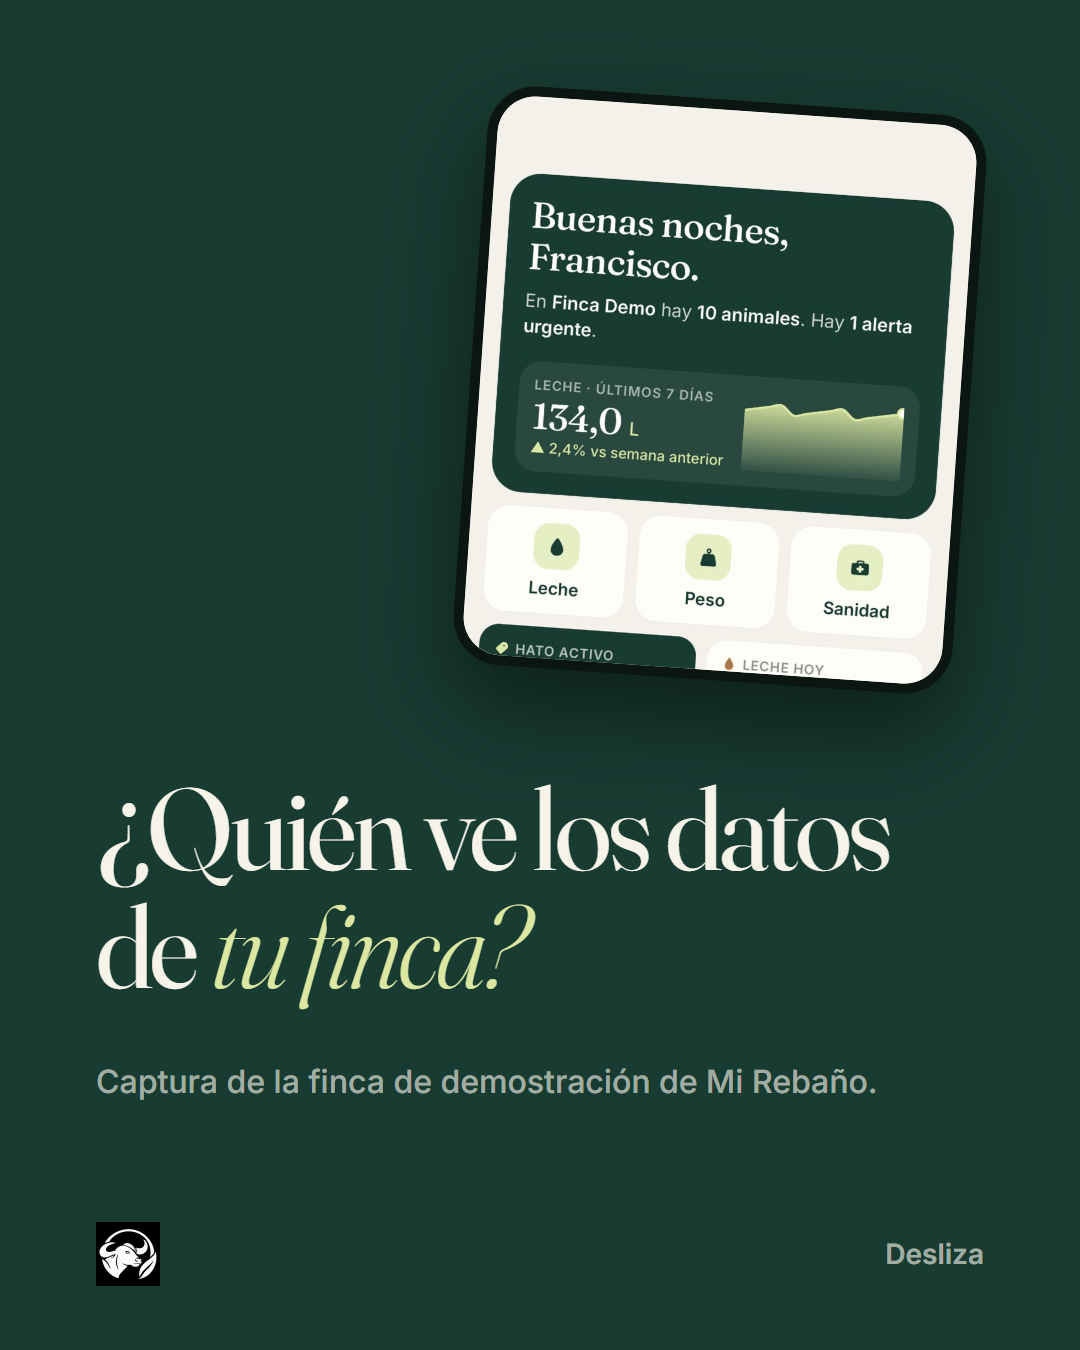 Buenas noches,
Francisco.
En Finca Demo hay 10 animales. Hay 1 alerta
urgente.
LECHE · ÚLTIMOS 7 DÍAS
134,0 L
▲ 2,4% vs semana anterior
Leche
Peso
Sanidad
HATO ACTIVO
LECHE HOY
¿Quién ve los datos
de tu finca?
Captura de la finca de demostración de Mi Rebaño.
Desliza